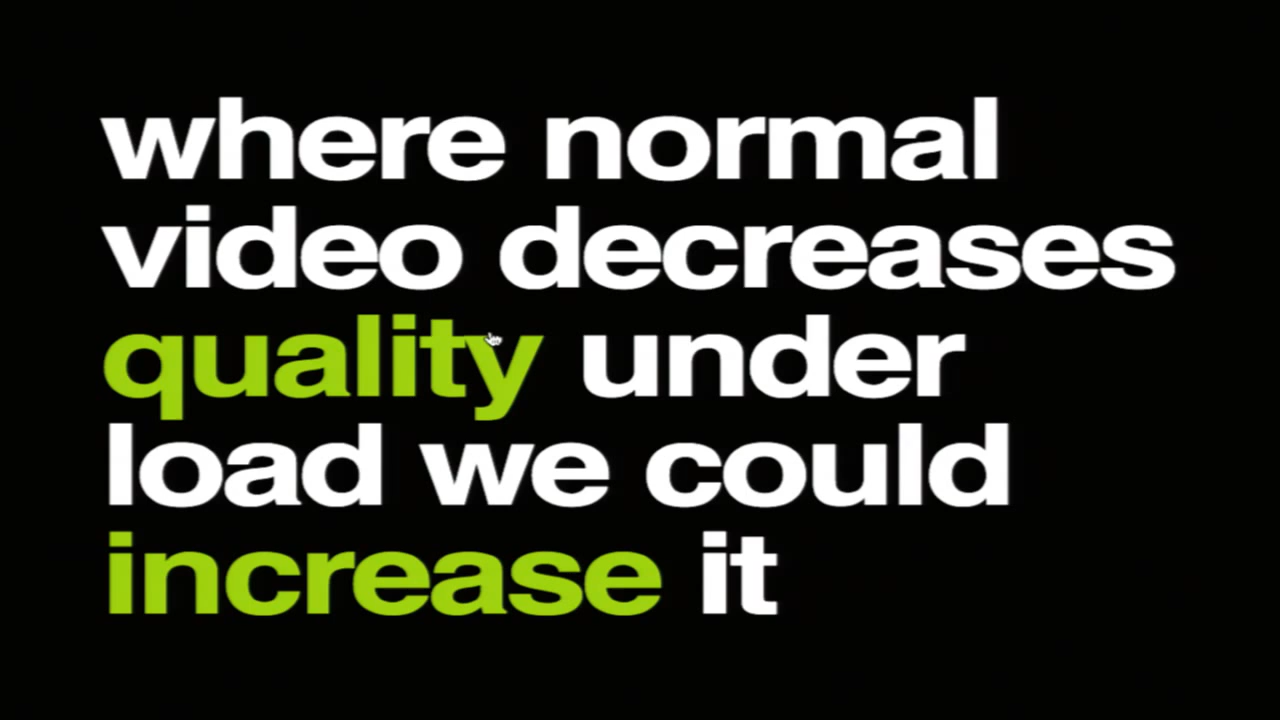 where normal
video decreases
quality under
load we could
increase it